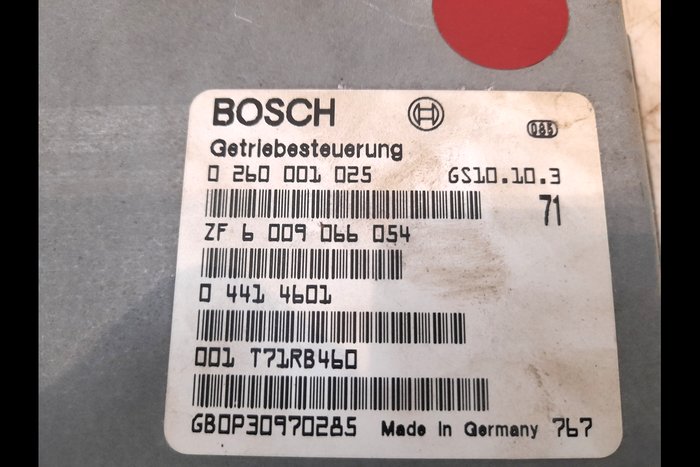 BOSCH
085
Getriebesteuerung
0 260 001 025 GS10.10.3
71
ZF 6 009 066 054
0 441 4601
001 T71RB460
GB0P30970285 Made in Germany 767